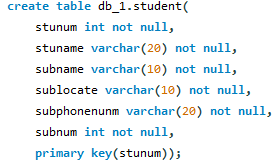 create table db_1.student(
stunum int not null,
stuname varchar(20) not null,
subname varchar(10) not null,
sublocate varchar(10) not null,
subphonenunm varchar(20) not null,
subnum int not null,
primary key(stunum));